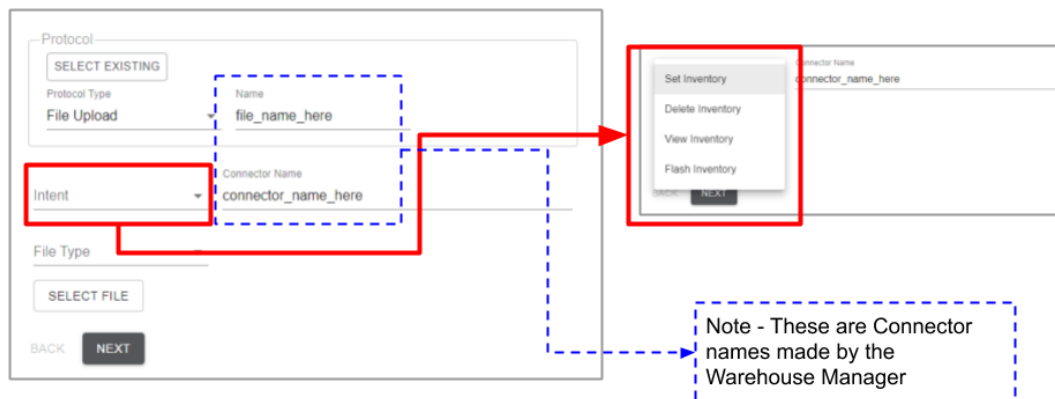 Protocol
SELECT EXISTING
Protocol Type
Name
File Upload
file_name_here
Intent
Connector Name
connector_name_here
File Type
SELECT FILE
BACK
NEXT
Set Inventory
Delete Inventory
View Inventory
Flash Inventory
Connector Name
connector_name_here
BACK
NEXT
Note - These are Connector
names made by the
Warehouse Manager